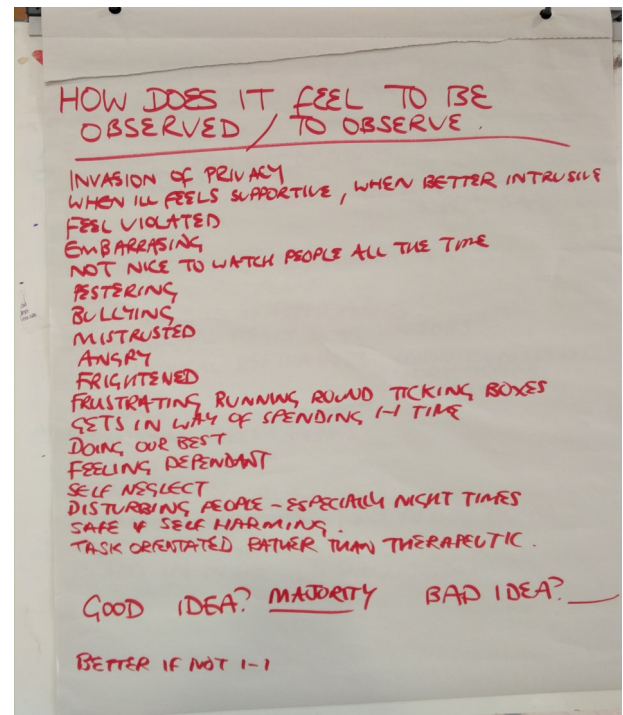 HOW DOES IT FEEL TO BE
OBSERVED / TO OBSERVE.
INVASION OF PRIVACY
WHEN ILL FEELS SUPPORTIVE, WHEN BETTER INTRUSIVE
FEEL VIOLATED
EMBARRASING
NOT NICE TO WATCH PEOPLE ALL THE TIME
PESTERING
BULLYING
MISTRUSTED
ANGRY
FRIGHTENED
FRUSTRATING RUNNING ROUND TICKING BOXES
GETS IN WAY OF SPENDING 1-1 TIME
DOING OUR BEST
FEELING DEPENDANT
SELF NEGLECT
DISTURBING PEOPLE - ESPECIALLY NIGHT TIMES
SAFE IF SELF HARMING.
TASK ORENTATED RATHER THAN THERAPEUTIC.
GOOD IDEA? MAJORITY BAD IDEA? __
BETTER IF NOT 1-1